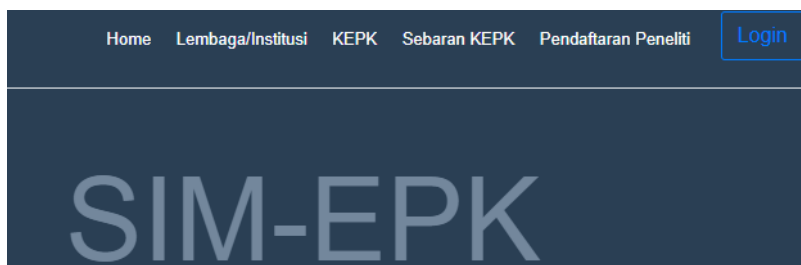 Home Lembaga/Institusi KEPK Sebaran KEPK Pendaftaran Peneliti Login
SIM-EPK